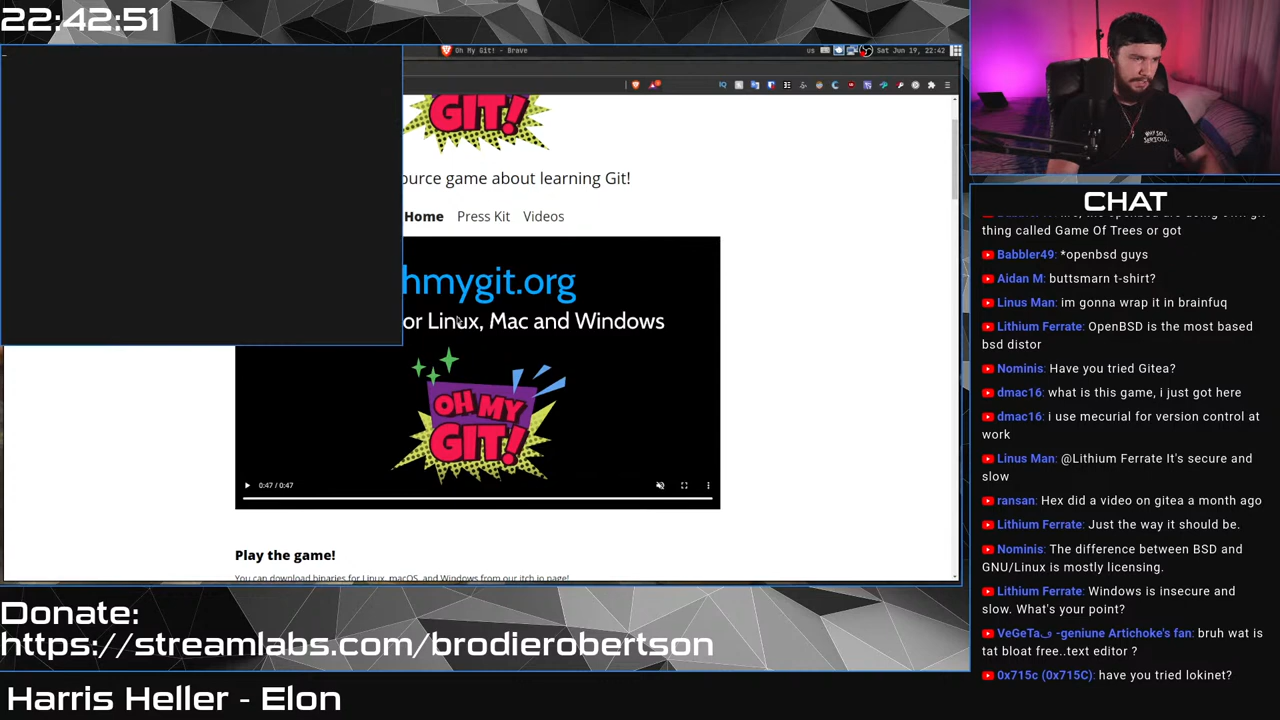 22:42:51
Oh My Git! - Brave
us
Sat Jun 19, 22:42
GIT!
ource game about learning Git!
Home Press Kit Videos
hmygit.org
or Linux, Mac and Windows
OH MY
GIT!
0:47 / 0:47
Play the game!
You can download binaries for Linux, macOS, and Windows from our itch.io page!
WHY SO
SERIOUS.
CHAT
thing called Game Of Trees or got
Babbler49: *openbsd guys
Aidan M: buttsmarn t-shirt?
Linus Man: im gonna wrap it in brainfuq
Lithium Ferrate: OpenBSD is the most based
bsd distor
Nominis: Have you tried Gitea?
dmac16: what is this game, i just got here
dmac16: i use mecurial for version control at
work
Linus Man: @Lithium Ferrate It's secure and
slow
ransan: Hex did a video on gitea a month ago
Lithium Ferrate: Just the way it should be.
Nominis: The difference between BSD and
GNU/Linux is mostly licensing.
Lithium Ferrate: Windows is insecure and
slow. What's your point?
VeGeTa -geniune Artichoke's fan: bruh wat is
tat bloat free..text editor ?
0x715c (0x715C): have you tried lokinet?
Donate:
https://streamlabs.com/brodierobertson
Harris Heller - Elon